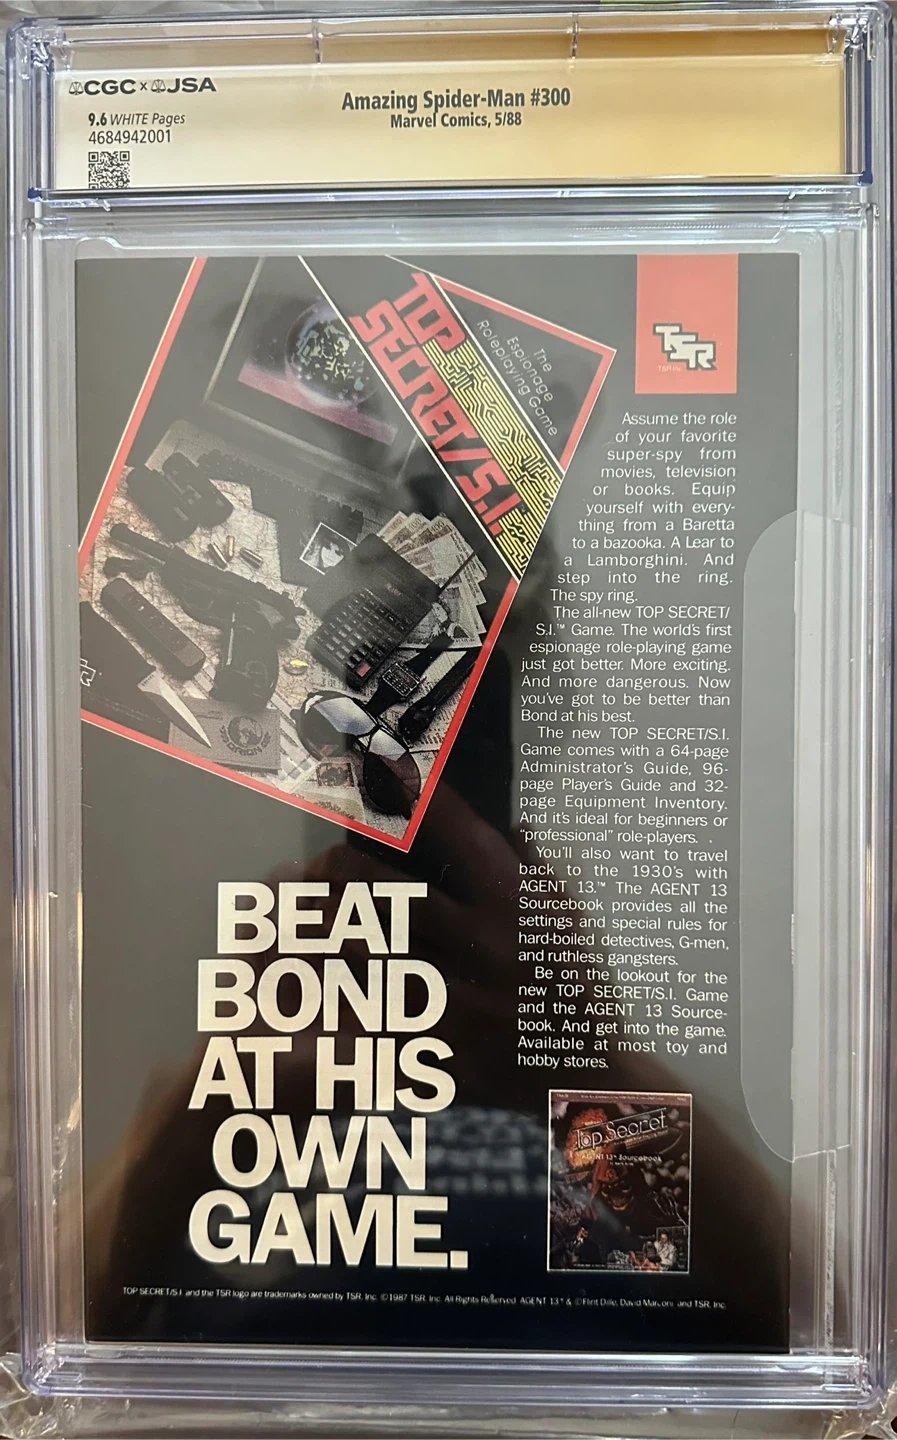 CGC x JSA
Amazing Spider-Man #300
Marvel Comics, 5/88
9.6 WHITE Pages
4684942001
TOP
SECRET/S.I.
The
Espionage
Roleplaying Game
TSR
Assume the role
of your favorite
super-spy from
movies, television
or books. Equip
yourself with every-
thing from a Baretta
to a bazooka. A Lear to
a Lamborghini. And
step into the ring.
The spy ring.
The all-new TOP SECRET/
S.I.™ Game. The world's first
espionage role-playing game
just got better. More exciting.
And more dangerous. Now
you've got to be better than
Bond at his best.
The new TOP SECRET/S.I.
Game comes with a 64-page
Administrator's Guide, 96-
page Player's Guide and 32-
page Equipment Inventory.
And it's ideal for beginners or
"professional" role-players.
You'll also want to travel
back to the 1930's with
AGENT 13.™ The AGENT 13
Sourcebook provides all the
settings and special rules for
hard-boiled detectives, G-men,
and ruthless gangsters.
Be on the lookout for the
new TOP SECRET/S.I. Game
and the AGENT 13 Source-
book. And get into the game.
Available at most toy and
hobby stores.
ORION
BEAT
BOND
AT HIS
OWN
GAME.
Top Secret
AGENT 13™ Sourcebook
TOP SECRET/S.I. and the TSR logo are trademarks owned by TSR, Inc. ©1987 TSR, Inc. All Rights Reserved. AGENT 13™ & © Flint Dille, David Marconi and TSR, Inc.